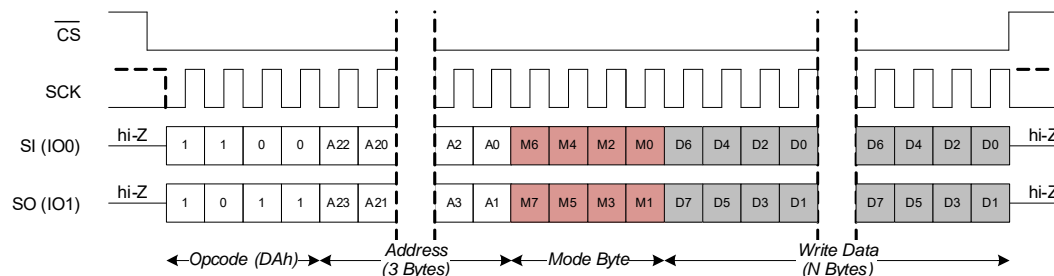 CS
SCK
SI (IO0) hi-Z 1 1 0 0 A22 A20 A2 A0 M6 M4 M2 M0 D6 D4 D2 D0 D6 D4 D2 D0 hi-Z
SO (IO1) hi-Z 1 0 1 1 A23 A21 A3 A1 M7 M5 M3 M1 D7 D5 D3 D1 D7 D5 D3 D1 hi-Z
Opcode (DAh) Address Mode Byte Write Data
(3 Bytes) (N Bytes)